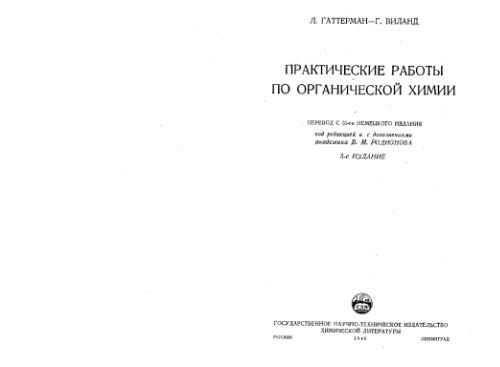 Л. ГАТТЕРМАН—Г. ВИЛАНД
ПРАКТИЧЕСКИЕ РАБОТЫ
ПО ОРГАНИЧЕСКОЙ ХИМИИ
ПЕРЕВОД С 31-го НЕМЕЦКОГО ИЗДАНИЯ
под редакцией и с дополнениями
академика В. М. РОДИОНОВА
5-е ИЗДАНИЕ
ГОСУДАРСТВЕННОЕ НАУЧНО-ТЕХНИЧЕСКОЕ ИЗДАТЕЛЬСТВО
ХИМИЧЕСКОЙ ЛИТЕРАТУРЫ
МОСКВА 1948 ЛЕНИНГРАД